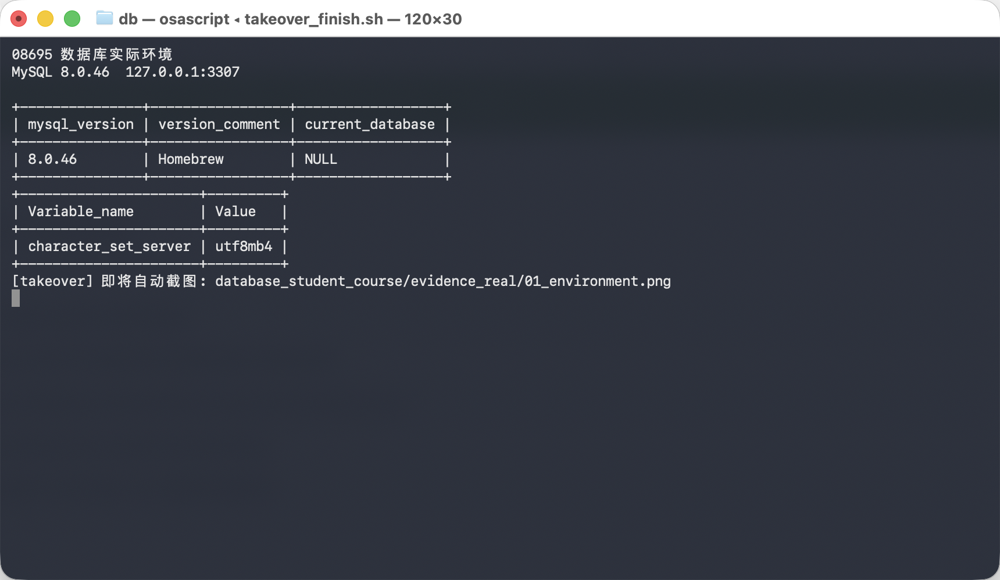 db — osascript ◂ takeover_finish.sh — 120×30
08695 数据库实际环境
MySQL 8.0.46  127.0.0.1:3307
+---------------+-----------------+------------------+
| mysql_version | version_comment | current_database |
+---------------+-----------------+------------------+
| 8.0.46        | Homebrew        | NULL             |
+---------------+-----------------+------------------+
+----------------------+---------+
| Variable_name        | Value   |
+----------------------+---------+
| character_set_server | utf8mb4 |
+----------------------+---------+
[takeover] 即将自动截图: database_student_course/evidence_real/01_environment.png